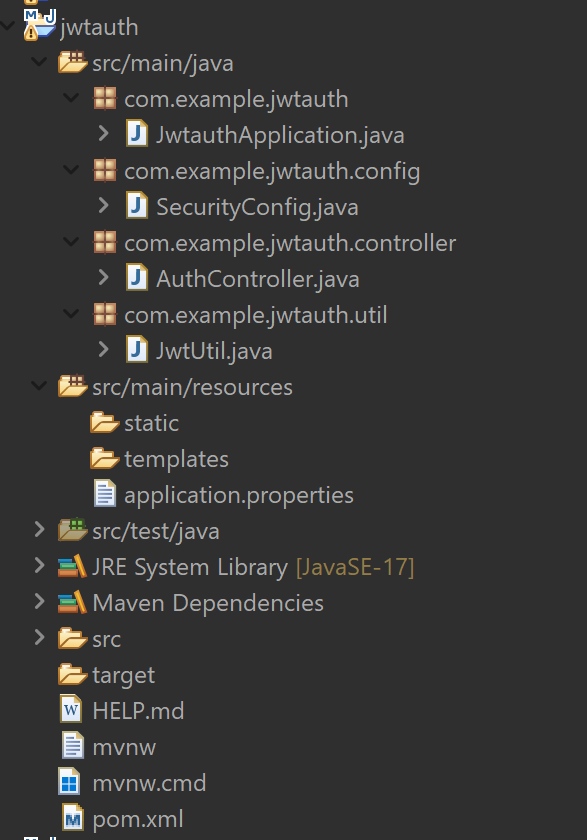 jwtauth
src/main/java
com.example.jwtauth
JwtauthApplication.java
com.example.jwtauth.config
SecurityConfig.java
com.example.jwtauth.controller
AuthController.java
com.example.jwtauth.util
JwtUtil.java
src/main/resources
static
templates
application.properties
src/test/java
JRE System Library [JavaSE-17]
Maven Dependencies
src
target
HELP.md
mvnw
mvnw.cmd
pom.xml